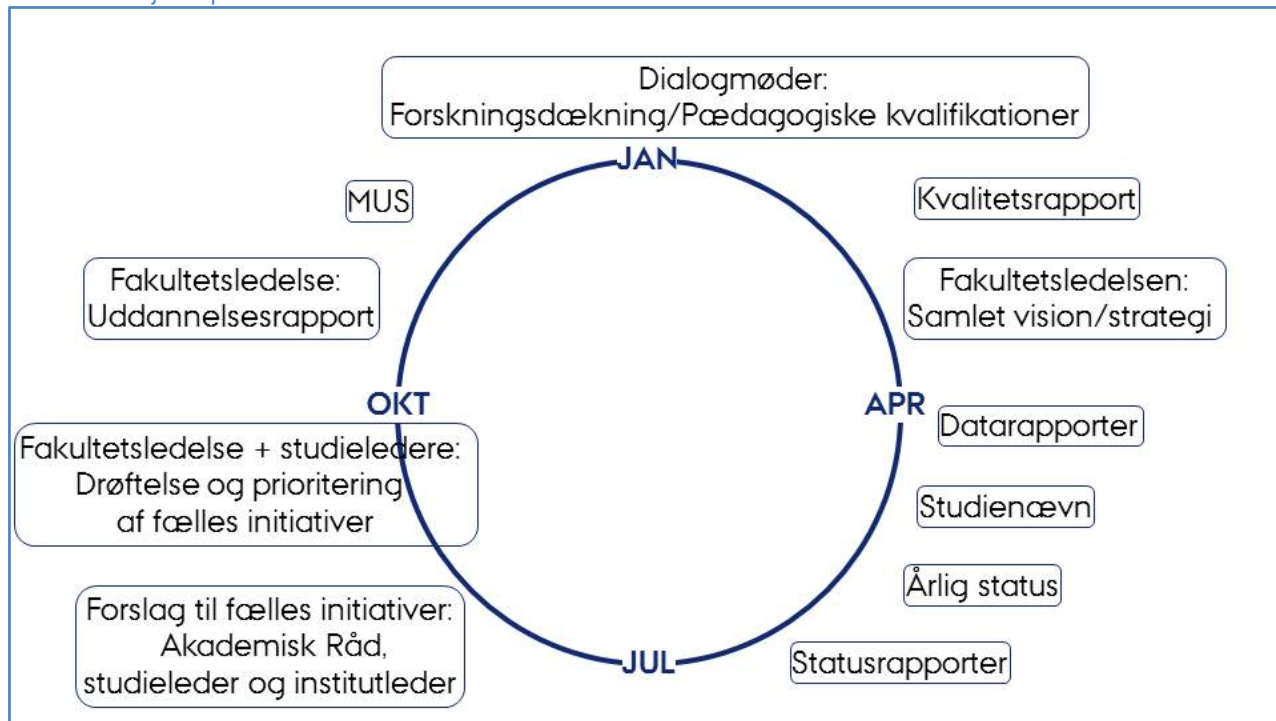 Dialogmøder:
Forskningsdækning/Pædagogiske kvalifikationer
JAN
MUS
Kvalitetsrapport
Fakultetsledelse:
Uddannelsesrapport
Fakultetsledelsen:
Samlet vision/strategi
OKT
APR
Datarapporter
Fakultetsledelse + studieledere:
Drøftelse og prioritering
af fælles initiativer
Studienævn
Årlig status
Forslag til fælles initiativer:
Akademisk Råd,
studieleder og institutleder
JUL
Statusrapporter